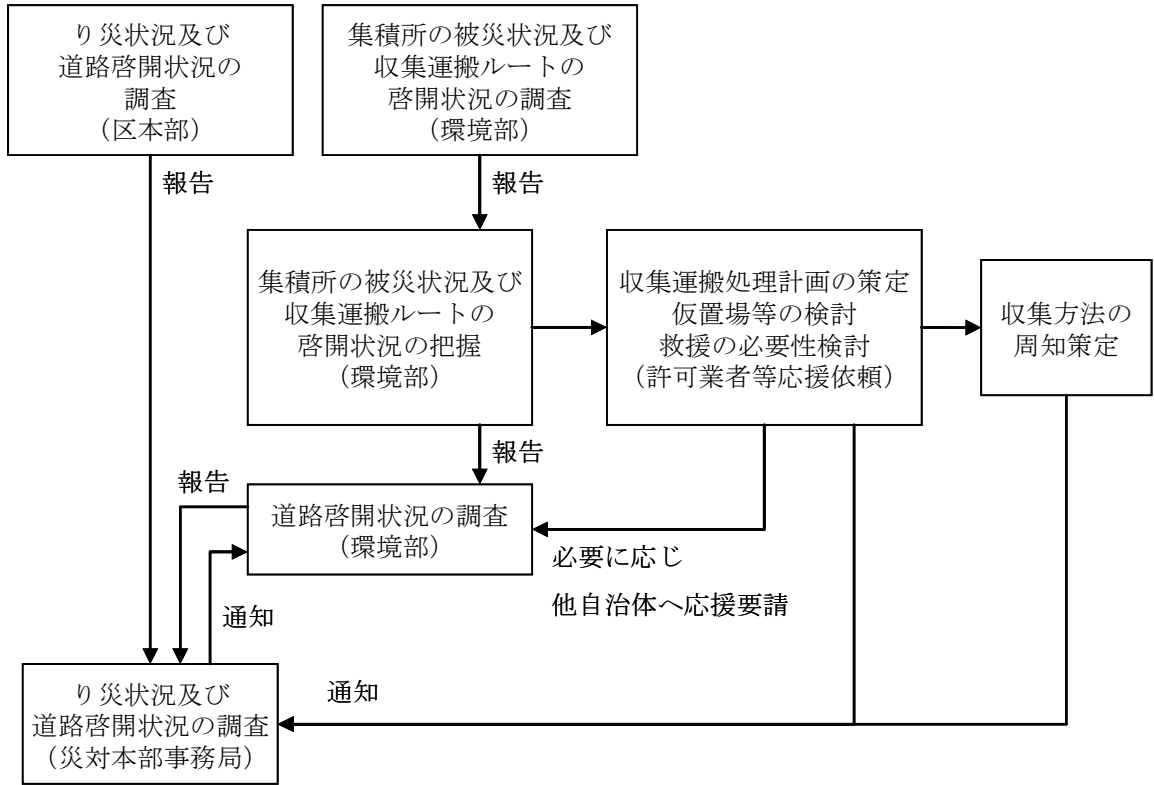 り災状況及び
道路啓開状況の
調査
（区本部）
集積所の被災状況及び
収集運搬ルートの
啓開状況の調査
（環境部）
報告
報告
集積所の被災状況及び
収集運搬ルートの
啓開状況の把握
（環境部）
収集運搬処理計画の策定
仮置場等の検討
救援の必要性検討
（許可業者等応援依頼）
収集方法の
周知策定
報告
報告
道路啓開状況の調査
（環境部）
必要に応じ
他自治体へ応援要請
通知
り災状況及び
道路啓開状況の調査
（災対本部事務局）
通知